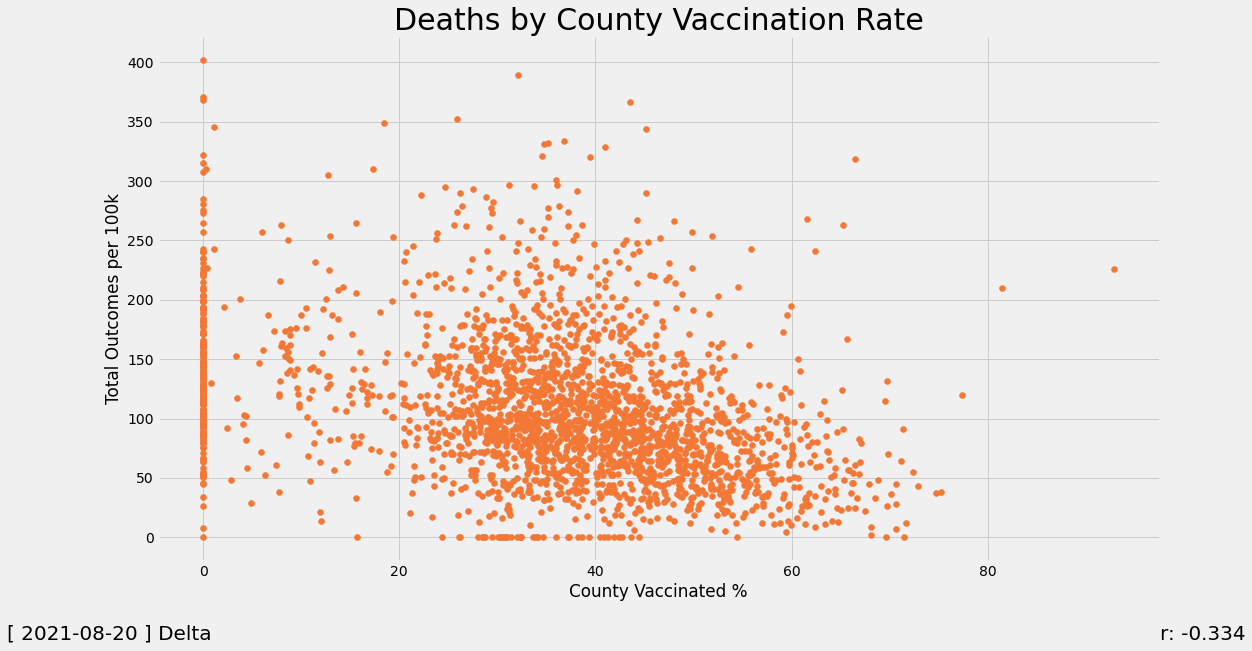 Deaths by County Vaccination Rate
400
350
300
250
200
150
100
50
0
Total Outcomes per 100k
0 20 40 60 80
County Vaccinated %
[ 2021-08-20 ] Delta
r: -0.334